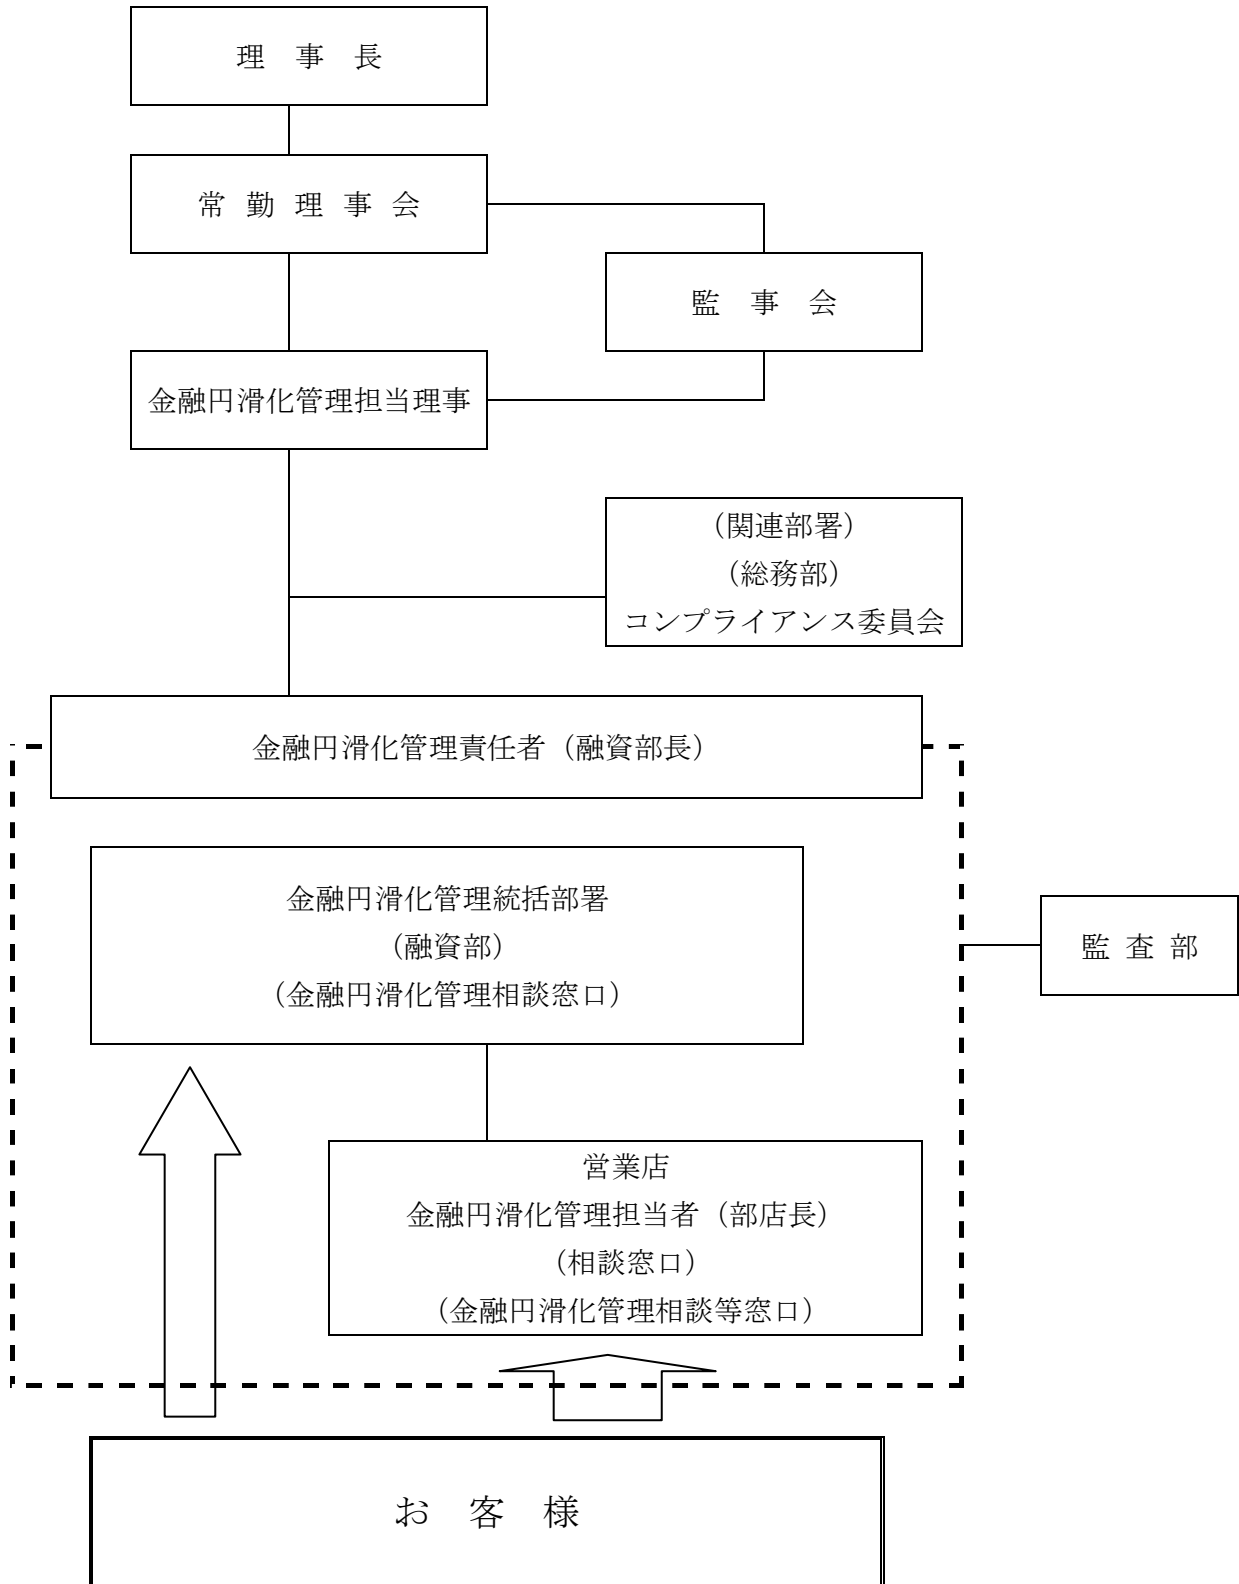 理　事　長
常 勤 理 事 会
監　事　会
金融円滑化管理担当理事
（関連部署）
（総務部）
コンプライアンス委員会
金融円滑化管理責任者（融資部長）
金融円滑化管理統括部署
（融資部）
（金融円滑化管理相談窓口）
監 査 部
営業店
金融円滑化管理担当者（部店長）
（相談窓口）
（金融円滑化管理相談等窓口）
お　客　様